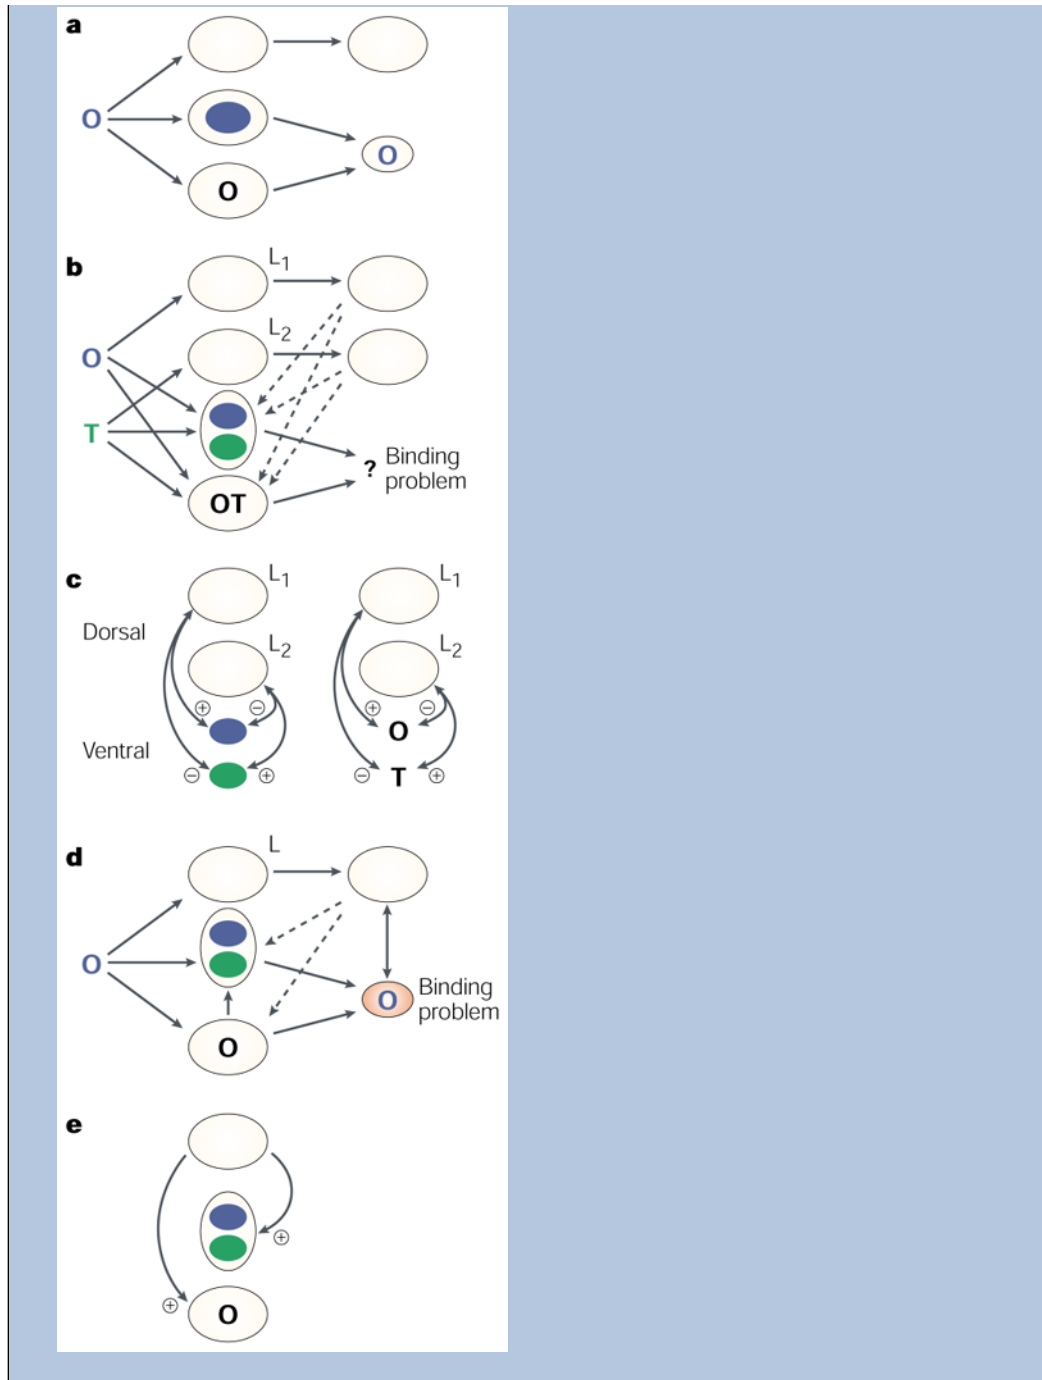 a
O
O
O
b
L1
L2
O
T
OT
? Binding
problem
c
L1
L1
Dorsal
L2
L2
+
−
+
−
O
Ventral
−
+
−
T
+
d
L
O
O
Binding
problem
O
e
+
+
O